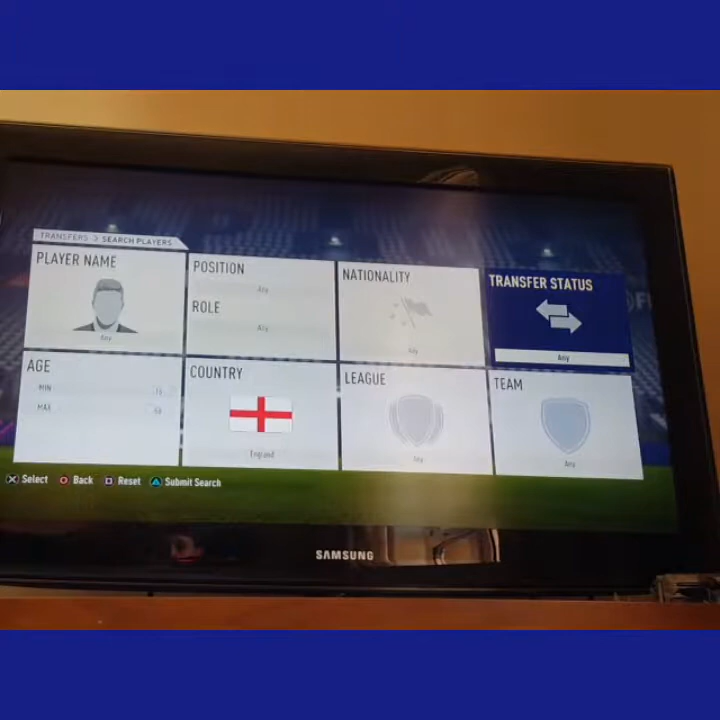 TRANSFERS > SEARCH PLAYERS
PLAYER NAME
Any
POSITION
Any
ROLE
Any
NATIONALITY
Any
TRANSFER STATUS
Any
AGE
MIN
MAX
COUNTRY
England
LEAGUE
Any
TEAM
Any
Select
Back
Reset
Submit Search
SAMSUNG